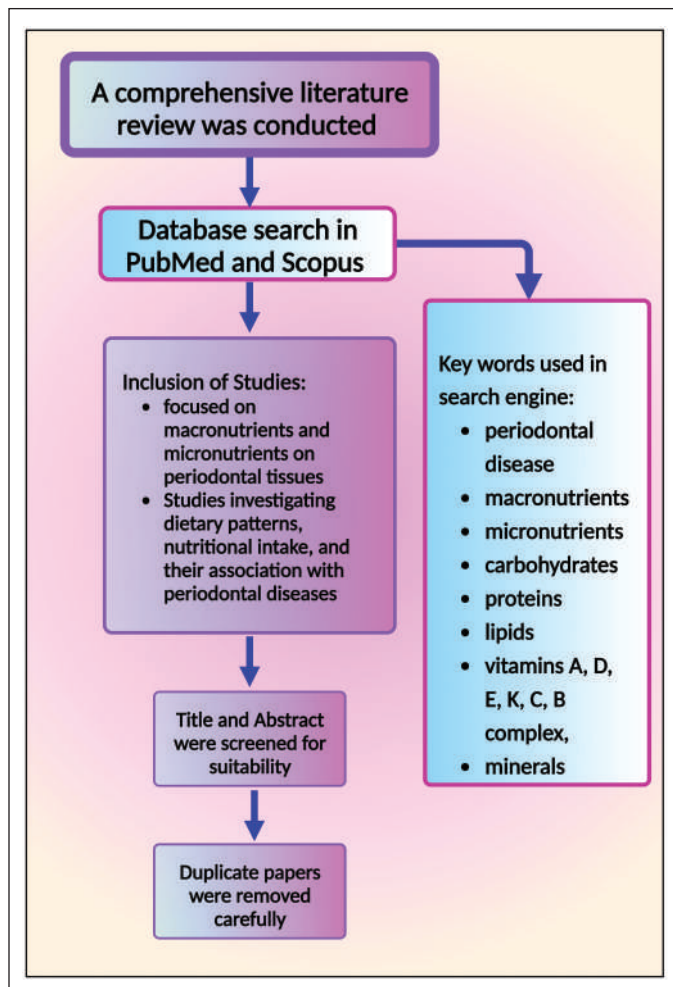 A comprehensive literature
review was conducted
Database search in
PubMed and Scopus
Inclusion of Studies:
• focused on
macronutrients and
micronutrients on
periodontal tissues
• Studies investigating
dietary patterns,
nutritional intake, and
their association with
periodontal diseases
Key words used in
search engine:
• periodontal
disease
• macronutrients
• micronutrients
• carbohydrates
• proteins
• lipids
• vitamins A, D,
E, K, C, B
complex,
• minerals
Title and Abstract
were screened for
suitability
Duplicate papers
were removed
carefully